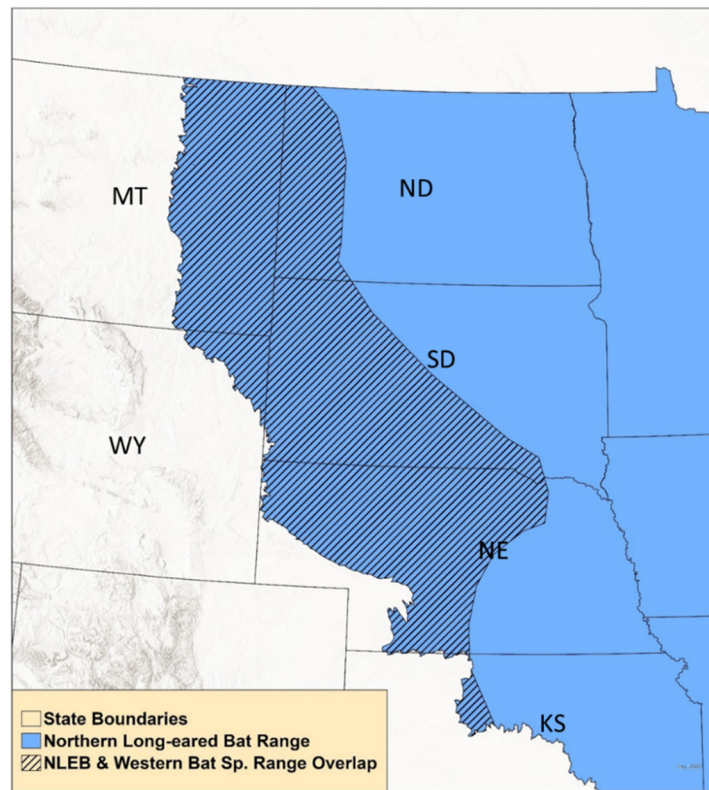 MT
ND
SD
WY
NE
KS
State Boundaries
Northern Long-eared Bat Range
NLEB & Western Bat Sp. Range Overlap